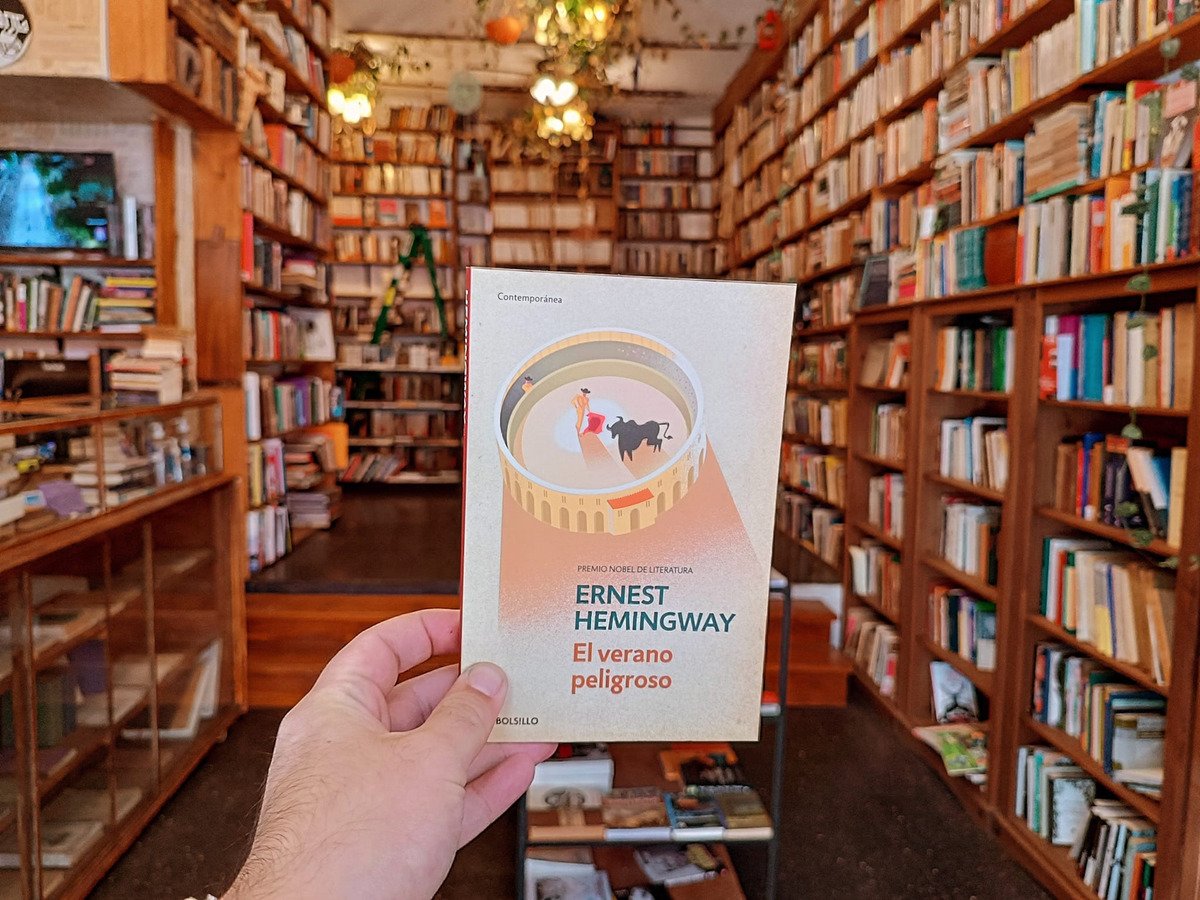 Contemporánea
PREMIO NOBEL DE LITERATURA
ERNEST
HEMINGWAY
El verano
peligroso
BOLSILLO